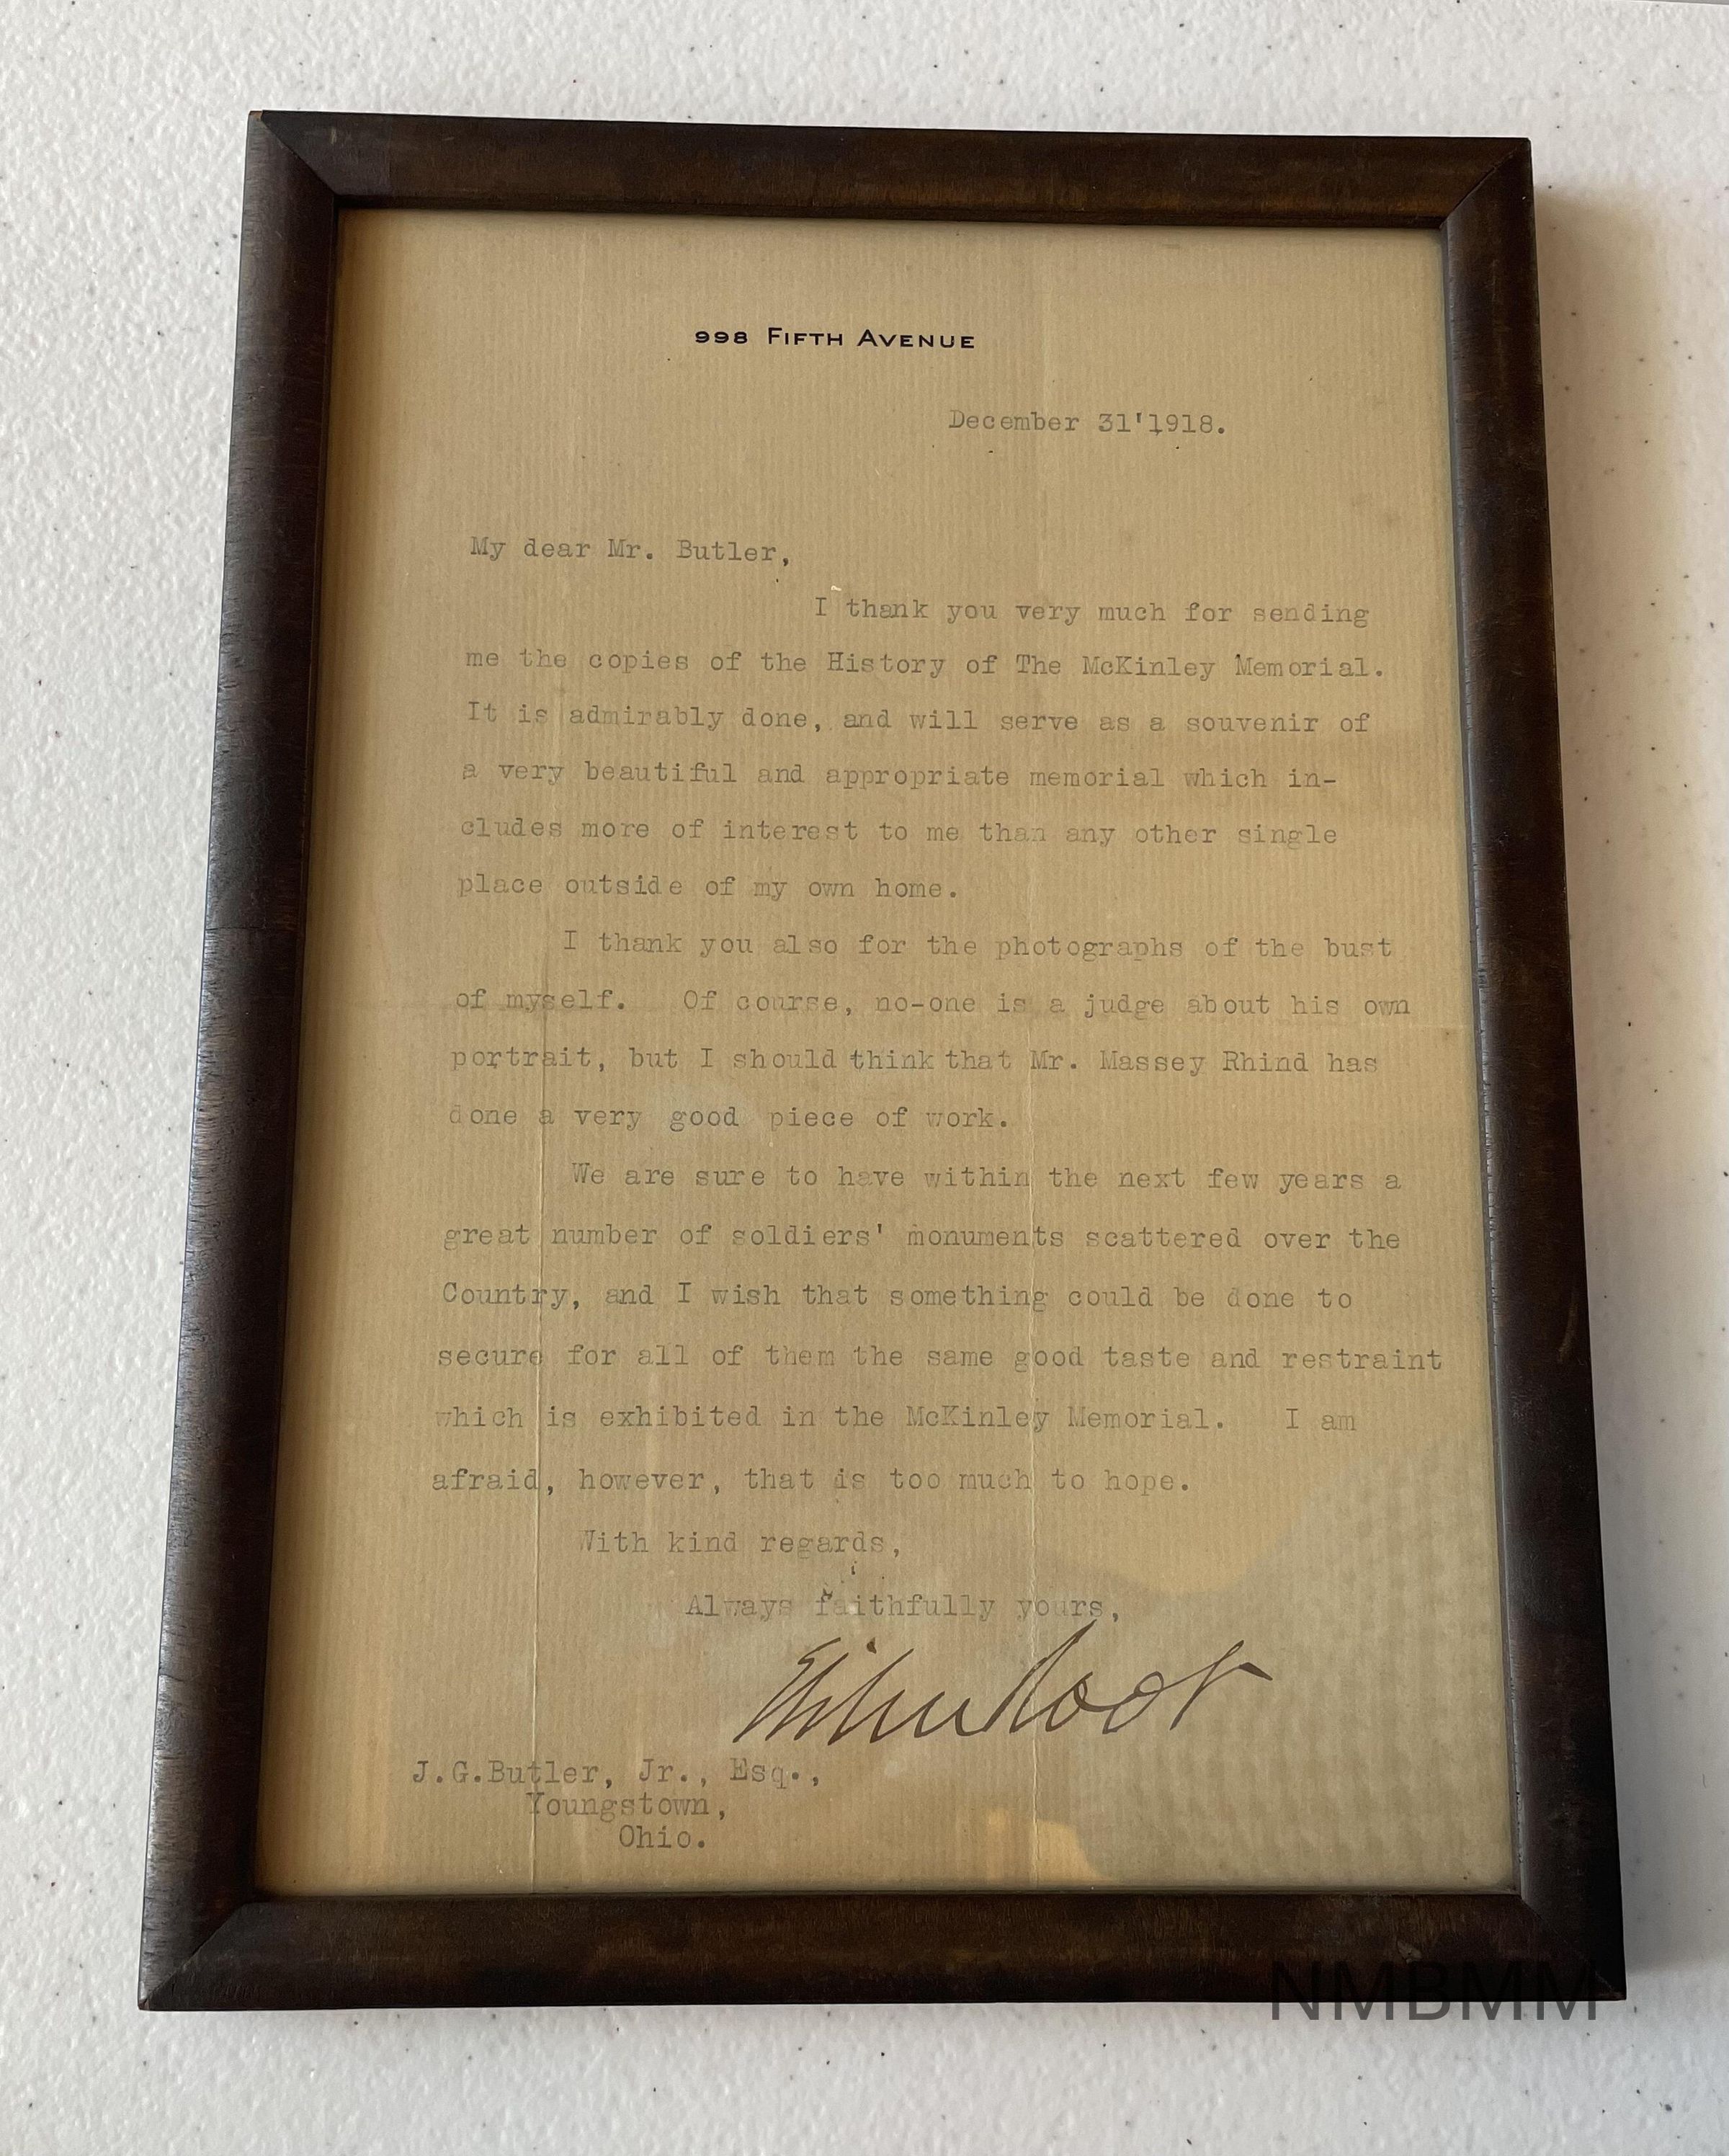 998 Fifth Avenue
December 31'1918.
My dear Mr. Butler,
I thank you very much for sending
me the copies of the History of The McKinley Memorial.
It is admirably done, and will serve as a souvenir of
a very beautiful and appropriate memorial which in-
cludes more of interest to me than any other single
place outside of my own home.
I thank you also for the photographs of the bust
of myself. Of course, no-one is a judge about his own
portrait, but I should think that Mr. Massey Rhind has
done a very good piece of work.
We are sure to have within the next few years a
great number of soldiers' monuments scattered over the
Country, and I wish that something could be done to
secure for all of them the same good taste and restraint
which is exhibited in the McKinley Memorial. I am
afraid, however, that is too much to hope.
With kind regards,
Always faithfully yours,
Elihu Root
J.G.Butler, Jr., Esq.,
Youngstown,
Ohio.
NMBMM